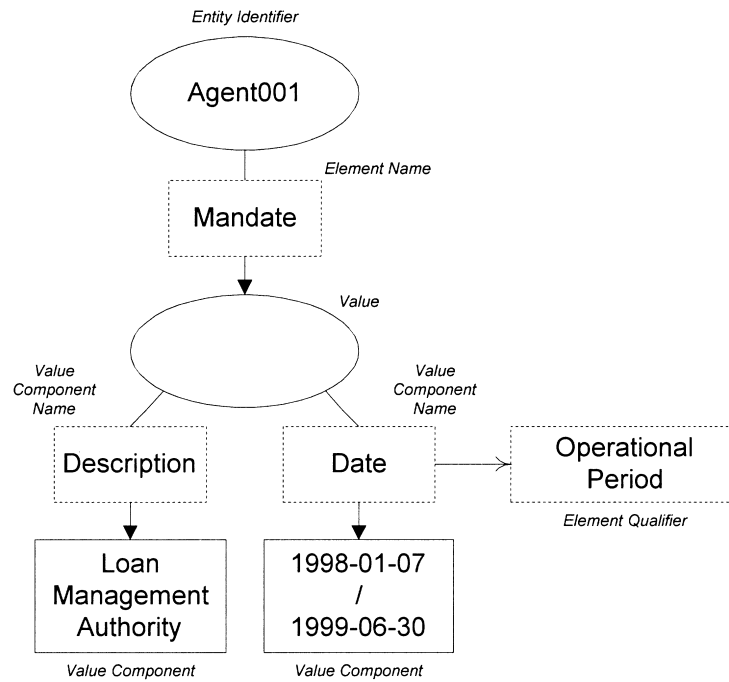 Entity Identifier
Agent001
Element Name
Mandate
Value
Value
Component
Name
Value
Component
Name
Description
Date
Operational
Period
Element Qualifier
Loan
Management
Authority
1998-01-07
/
1999-06-30
Value Component
Value Component